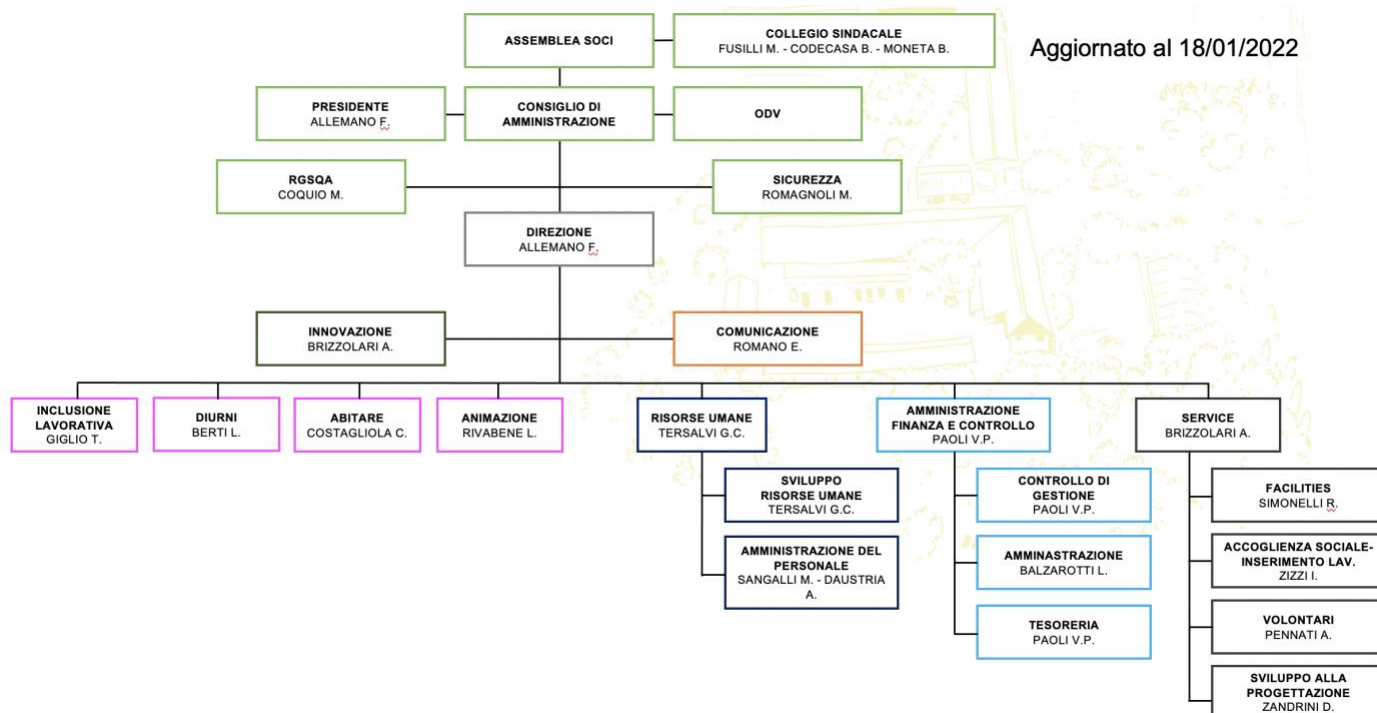 ASSEMBLEA SOCI
COLLEGIO SINDACALE
FUSILLI M. - CODECASA B. - MONETA B.
Aggiornato al 18/01/2022
PRESIDENTE
ALLEMANO F.
CONSIGLIO DI
AMMINISTRAZIONE
ODV
RGSQA
COQUIO M.
SICUREZZA
ROMAGNOLI M.
DIREZIONE
ALLEMANO F.
INNOVAZIONE
BRIZZOLARI A.
COMUNICAZIONE
ROMANO E.
INCLUSIONE
LAVORATIVA
GIGLIO T.
DIURNI
BERTI L.
ABITARE
COSTAGLIOLA C.
ANIMAZIONE
RIVABENE L.
RISORSE UMANE
TERSALVI G.C.
AMMINISTRAZIONE
FINANZA E CONTROLLO
PAOLI V.P.
SERVICE
BRIZZOLARI A.
SVILUPPO
RISORSE UMANE
TERSALVI G.C.
AMMINISTRAZIONE DEL
PERSONALE
SANGALLI M. - DAUSTRIA
A.
CONTROLLO DI
GESTIONE
PAOLI V.P.
AMMINASTRAZIONE
BALZAROTTI L.
TESORERIA
PAOLI V.P.
FACILITIES
SIMONELLI R.
ACCOGLIENZA SOCIALE-
INSERIMENTO LAV.
ZIZZI I.
VOLONTARI
PENNATI A.
SVILUPPO ALLA
PROGETTAZIONE
ZANDRINI D.